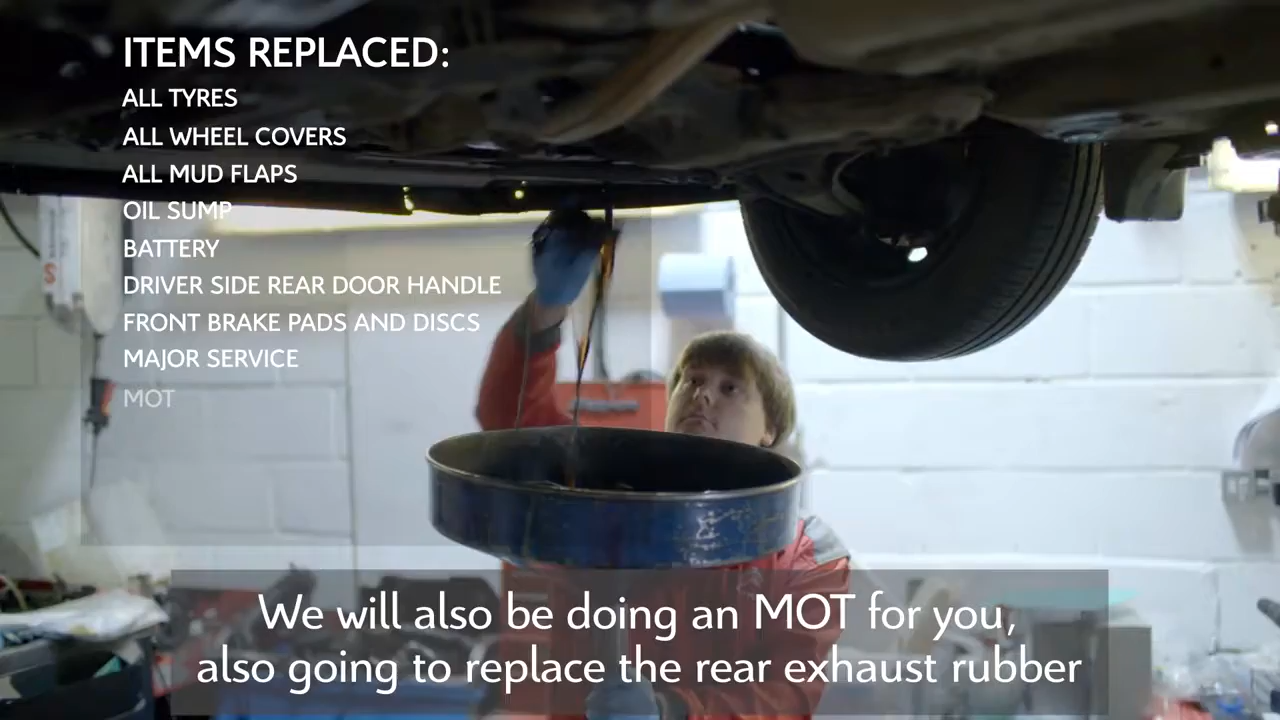 ITEMS REPLACED:
ALL TYRES
ALL WHEEL COVERS
ALL MUD FLAPS
OIL SUMP
BATTERY
DRIVER SIDE REAR DOOR HANDLE
FRONT BRAKE PADS AND DISCS
MAJOR SERVICE
MOT
We will also be doing an MOT for you,
also going to replace the rear exhaust rubber